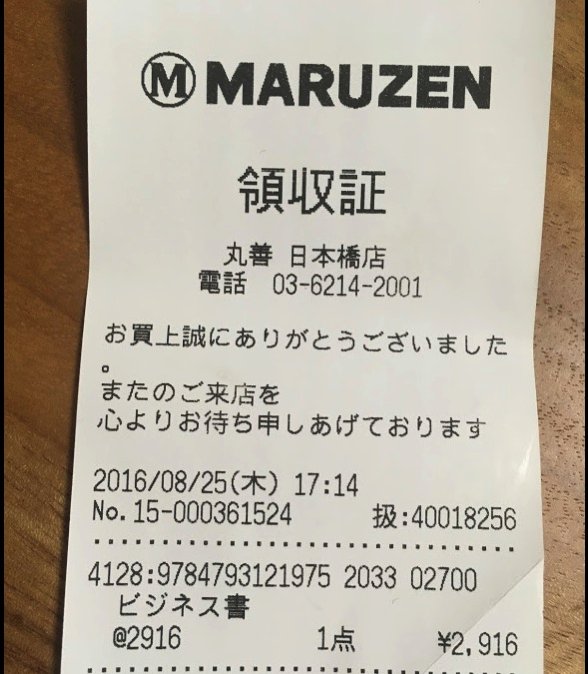 M MARUZEN
領収証
丸善 日本橋店
電話 03-6214-2001
お買上誠にありがとうございました
。
またのご来店を
心よりお待ち申しあげております
2016/08/25(木) 17:14
No.15-000361524 扱:40018256
4128:9784793121975 2033 02700
ビジネス書
@2916 1点 ¥2,916